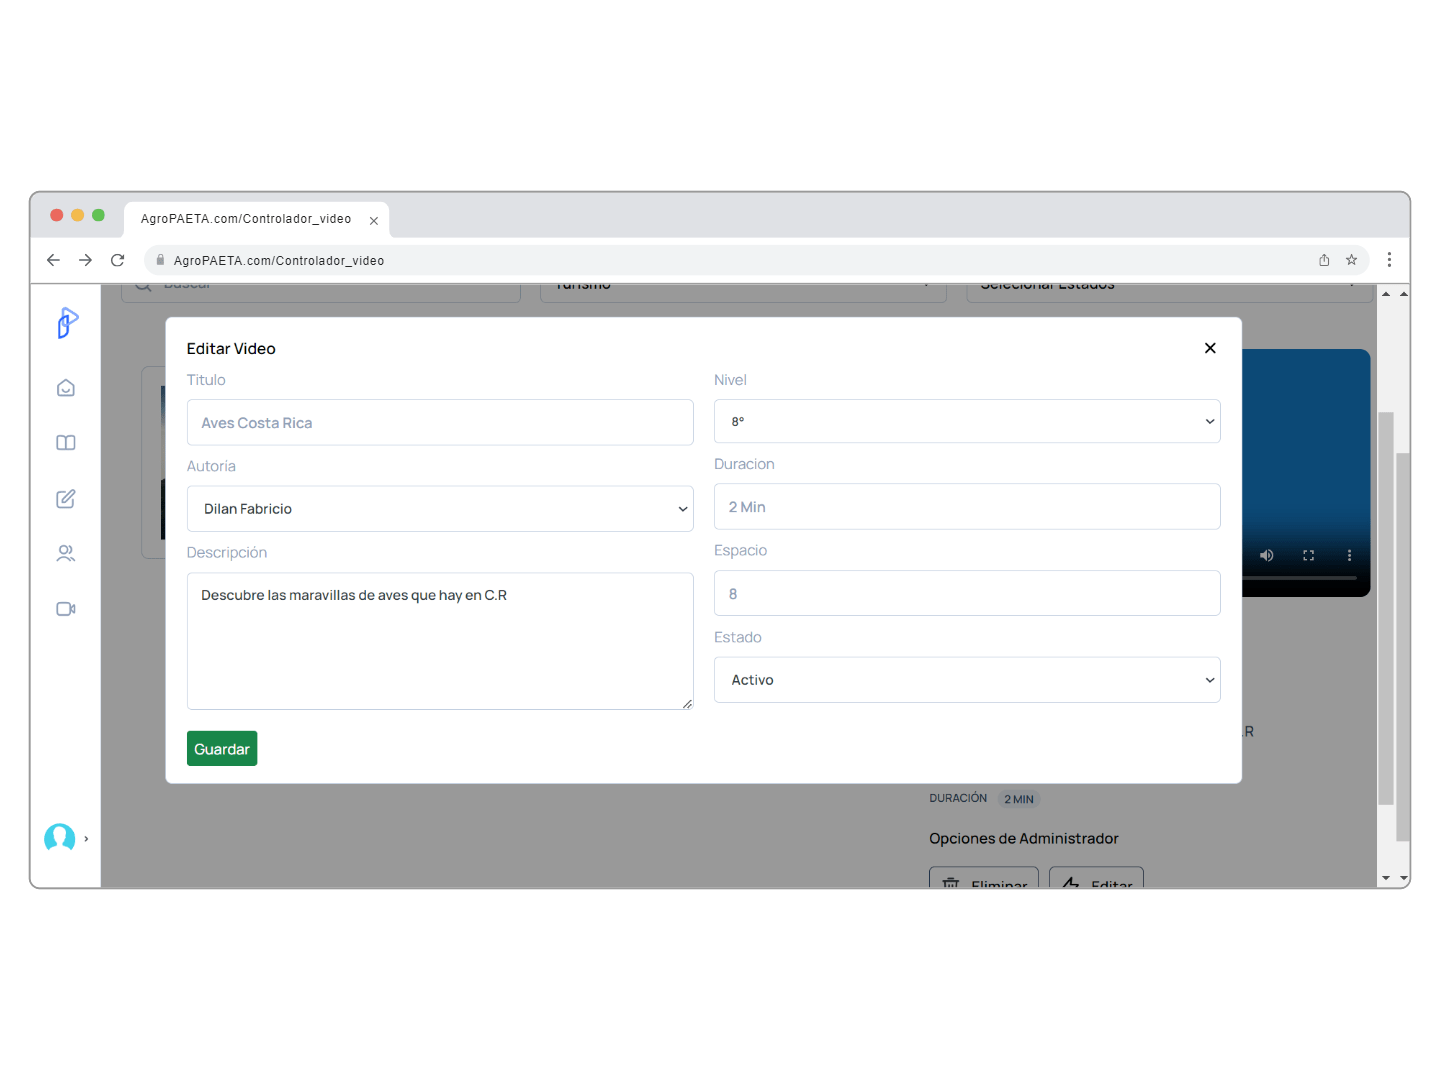 AgroPAETA.com/Controlador_video
AgroPAETA.com/Controlador_video
Buscar
Turismo
Selecionar Estados
Editar Video
Titulo
Aves Costa Rica
Nivel
8°
Autoria
Dilan Fabricio
Duracion
2 Min
Descripción
Descubre las maravillas de aves que hay en C.R
Espacio
8
Estado
Activo
Guardar
.R
DURACIÓN 2 MIN
Opciones de Administrador
Eliminar
Editar